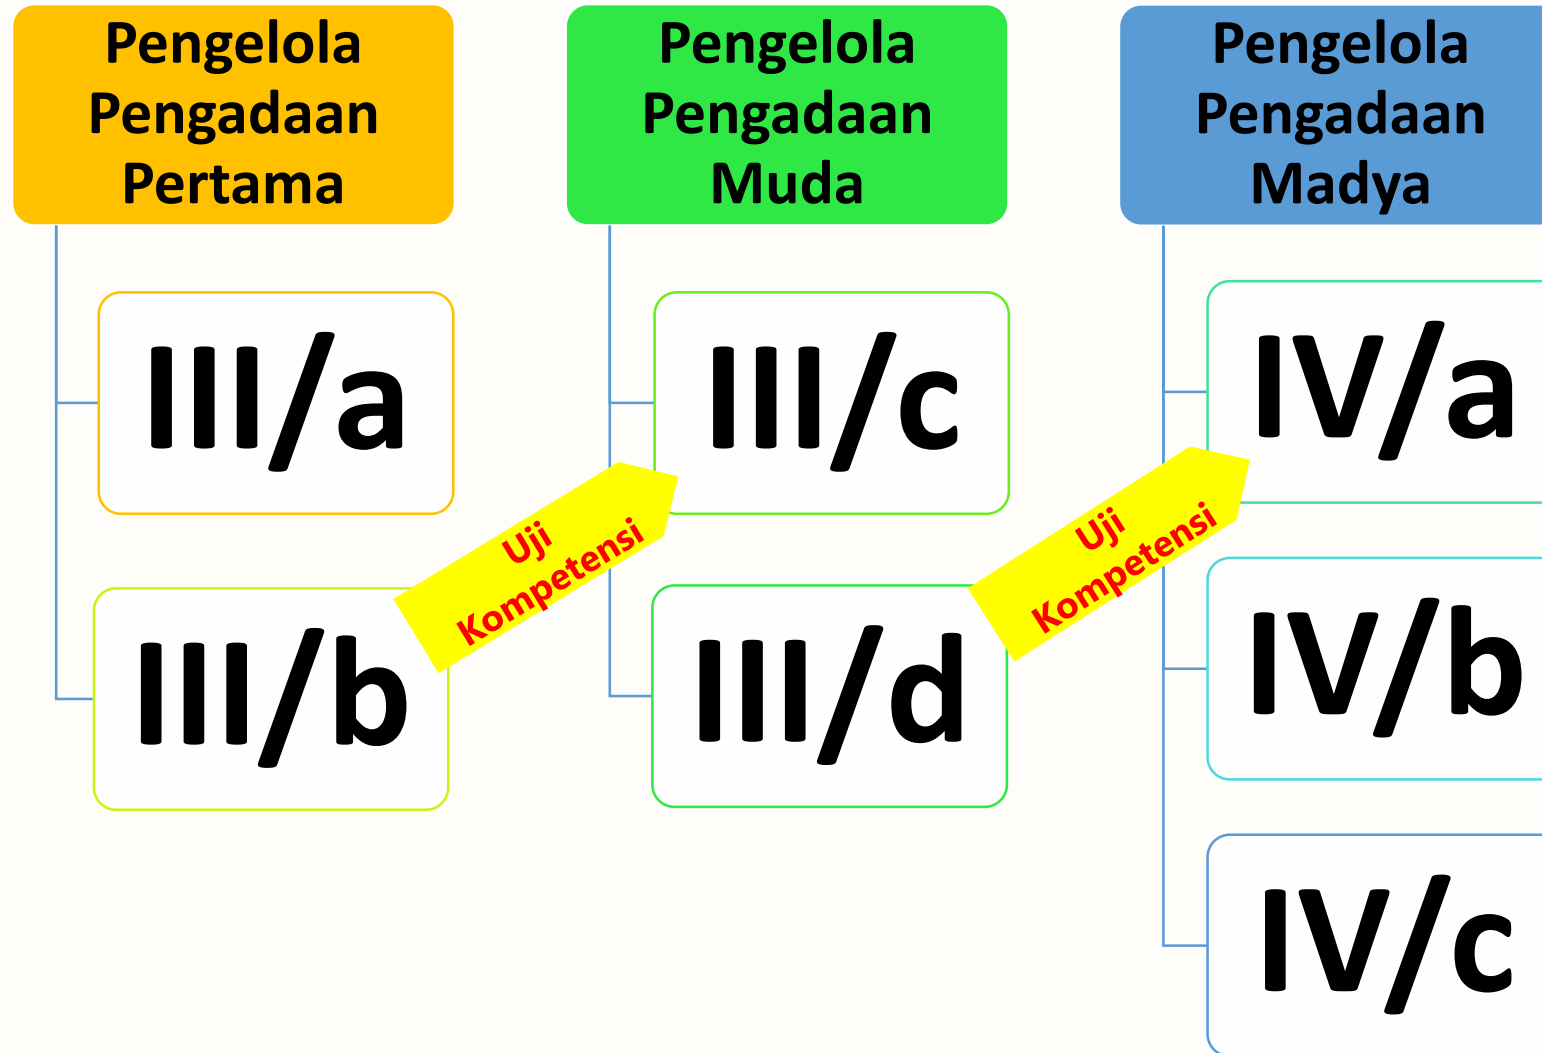 Pengelola
Pengadaan
Pertama
III/a
III/b
Uji
Kompetensi
Pengelola
Pengadaan
Muda
III/c
III/d
Uji
Kompetensi
Pengelola
Pengadaan
Madya
IV/a
IV/b
IV/c